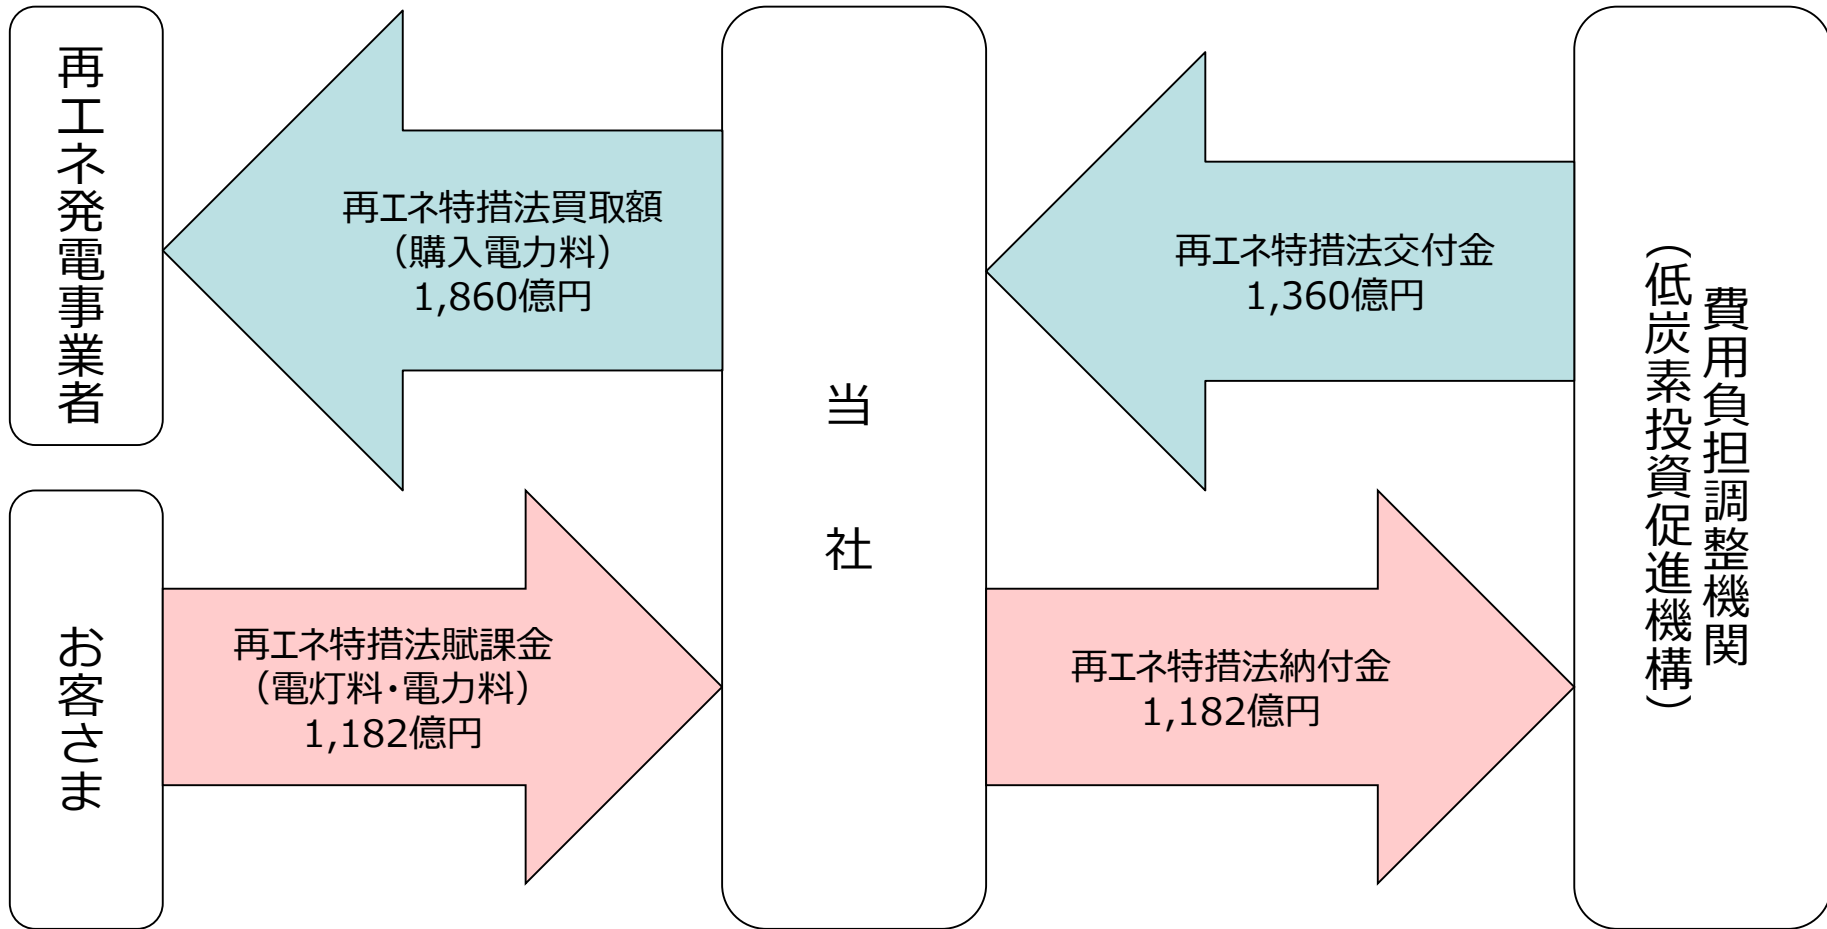 再エネ発電事業者
再エネ特措法買取額
（購入電力料）
1,860億円
再エネ特措法交付金
1,360億円
当社
費用負担調整機関
（低炭素投資促進機構）
お客さま
再エネ特措法賦課金
（電灯料・電力料）
1,182億円
再エネ特措法納付金
1,182億円